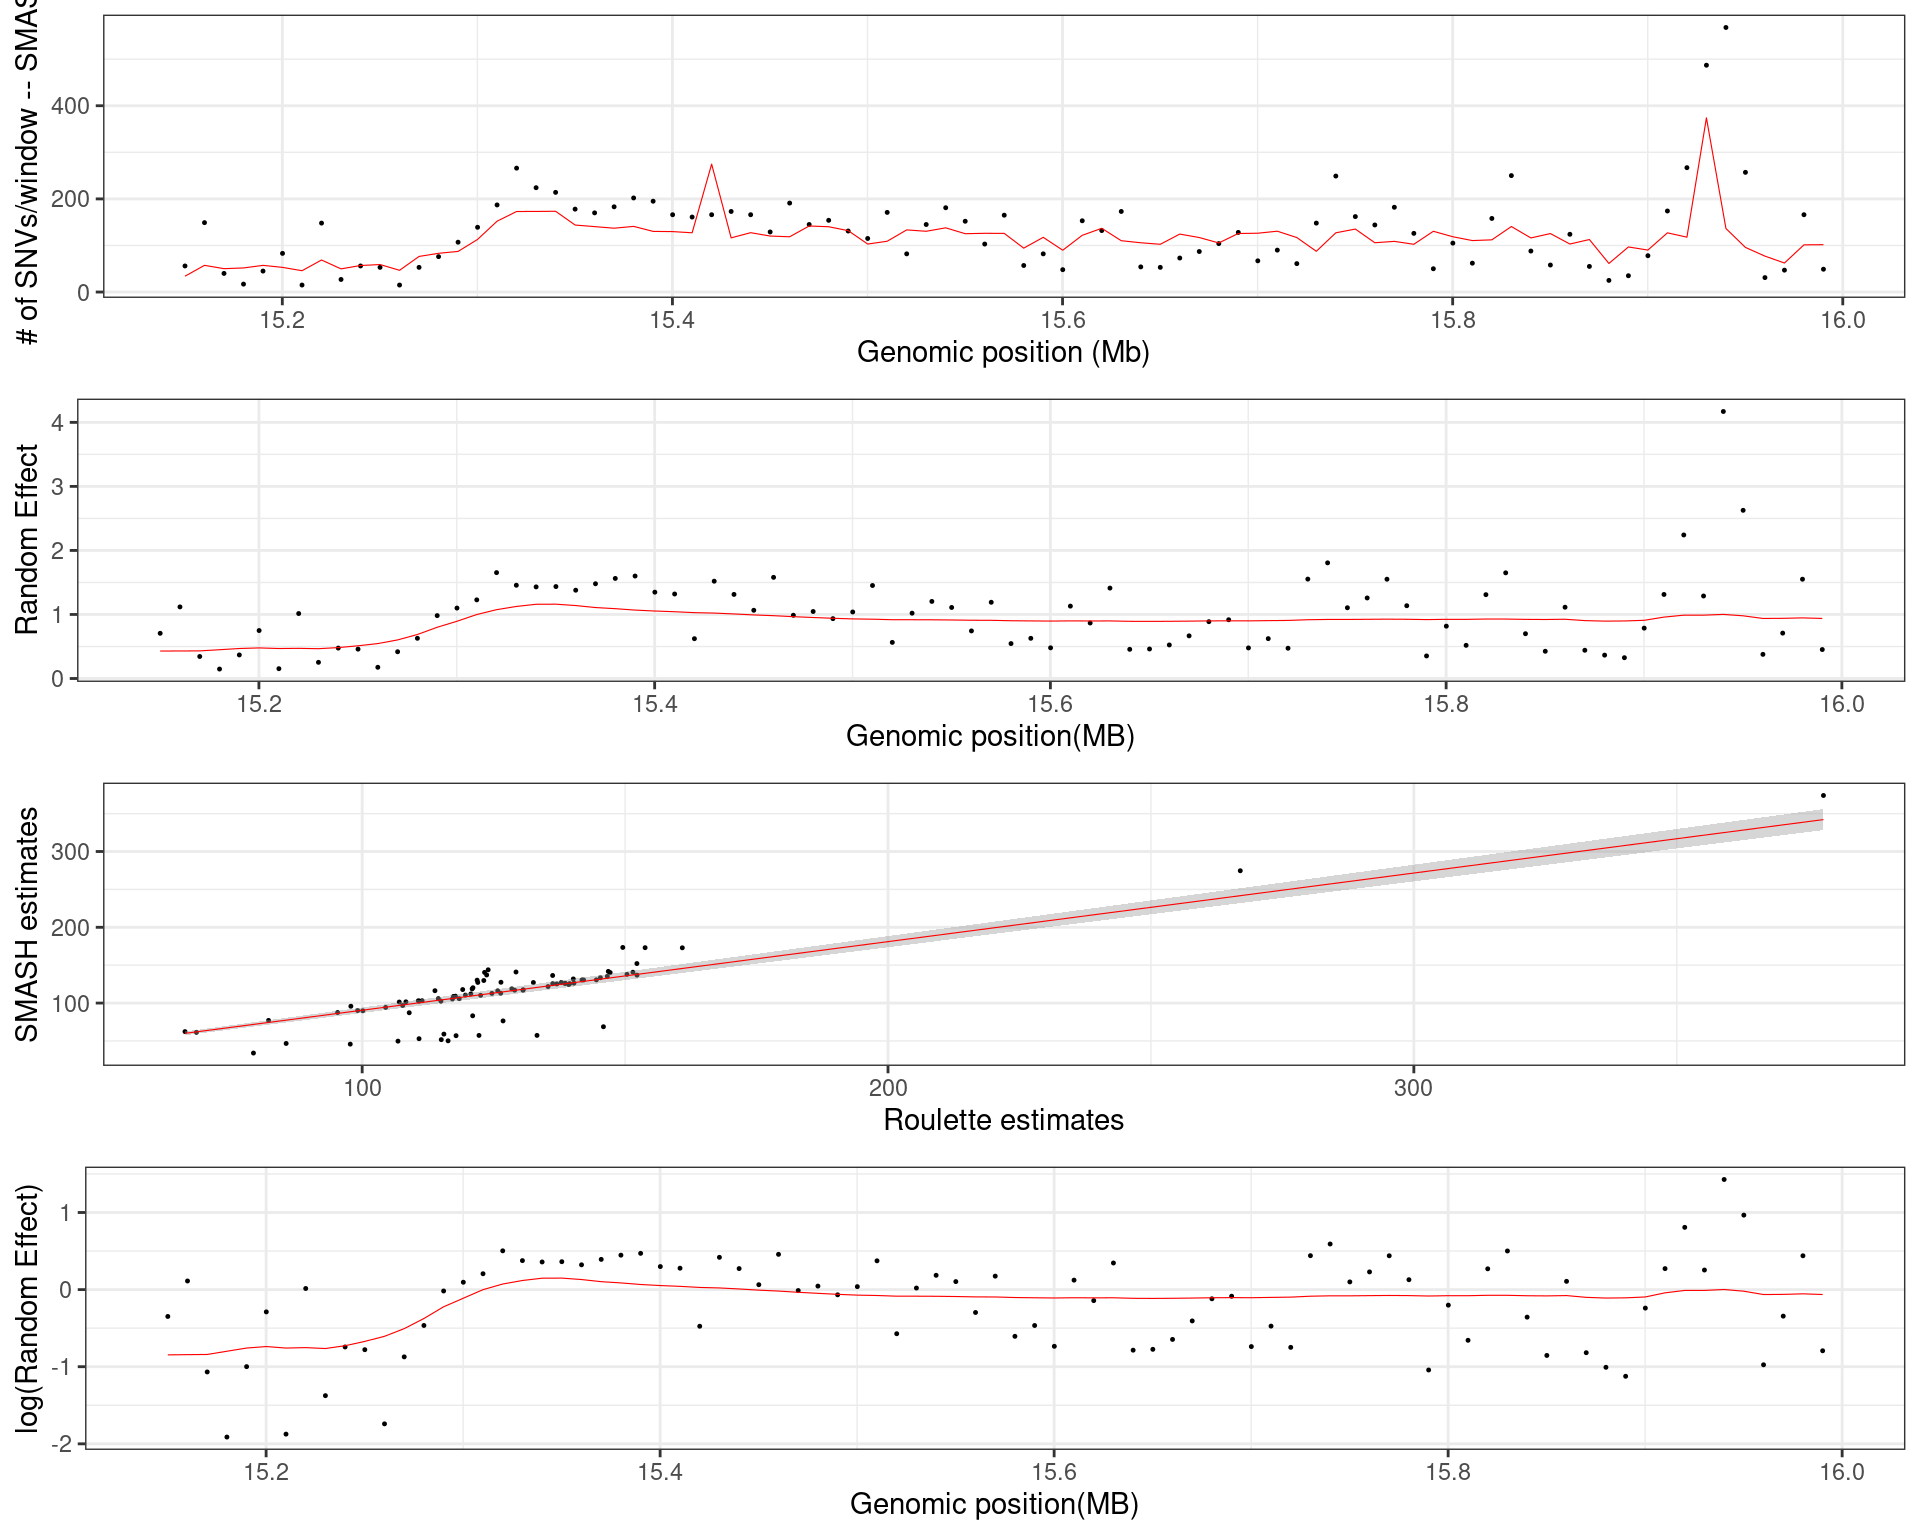 # of SNVs/window -- SMAS
400
200
0
15.2 15.4 15.6 15.8 16.0
Genomic position (Mb)
Random Effect
4
3
2
1
0
15.2 15.4 15.6 15.8 16.0
Genomic position(MB)
SMASH estimates
300
200
100
100 200 300
Roulette estimates
log(Random Effect)
1
0
-1
-2
15.2 15.4 15.6 15.8 16.0
Genomic position(MB)